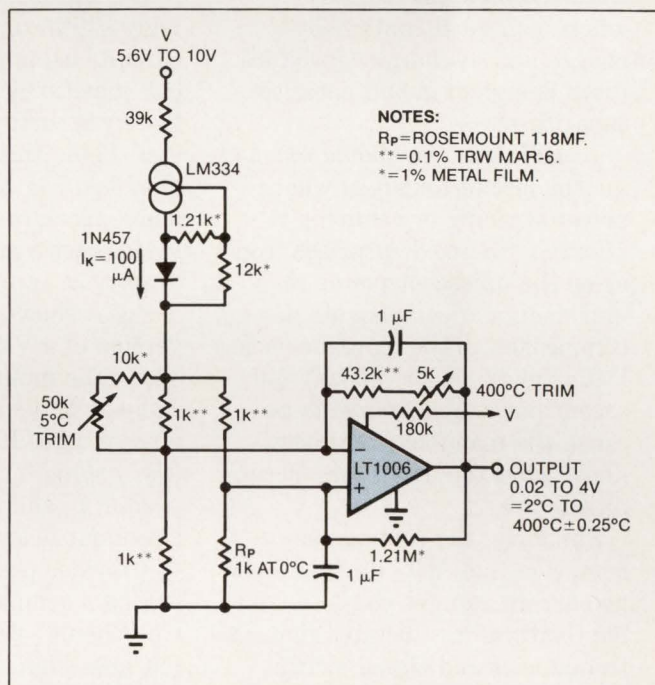 V
5.6V TO 10V
39k
NOTES:
RP=ROSEMOUNT 118MF.
**=0.1% TRW MAR-6.
*=1% METAL FILM.
LM334
1.21k*
1N457
IK=100
μA
12k*
1 μF
10k*
43.2k**
5k
400°C TRIM
50k
5°C
TRIM
1k**
1k**
180k
V
LT1006
−
+
OUTPUT
0.02 TO 4V
=2°C TO
400°C±0.25°C
1k**
RP
1k AT 0°C
1 μF
1.21M*